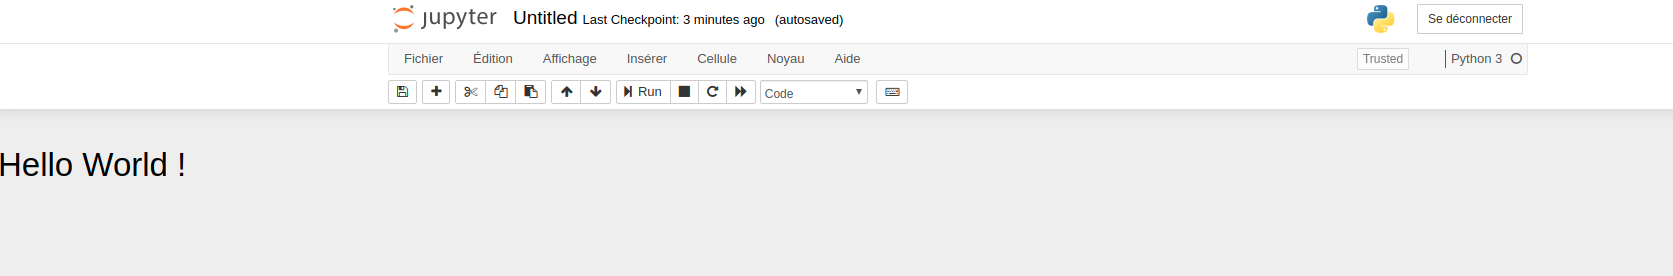 jupyter Untitled Last Checkpoint: 3 minutes ago (autosaved) Se déconnecter
Fichier Édition Affichage Insérer Cellule Noyau Aide Trusted Python 3
Run Code
Hello World !